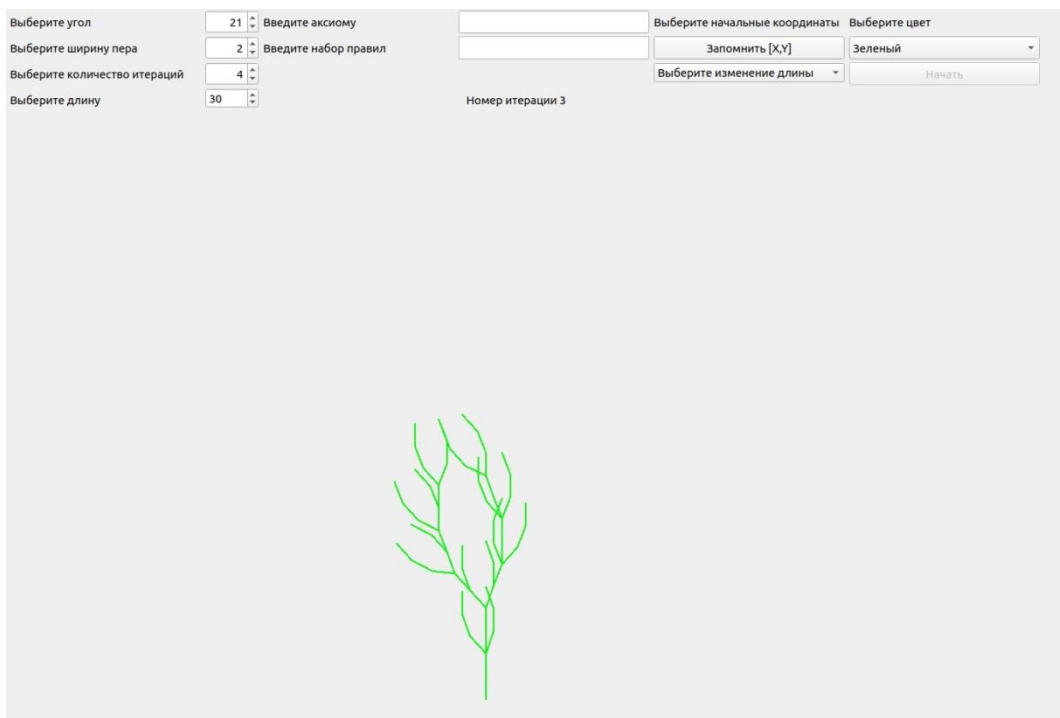 Выберите угол 21 Введите аксиому Выберите начальные координаты Выберите цвет
Выберите ширину пера 2 Введите набор правил Запомнить [X,Y] Зеленый
Выберите количество итераций 4 Выберите изменение длины Начать
Выберите длину 30 Номер итерации 3